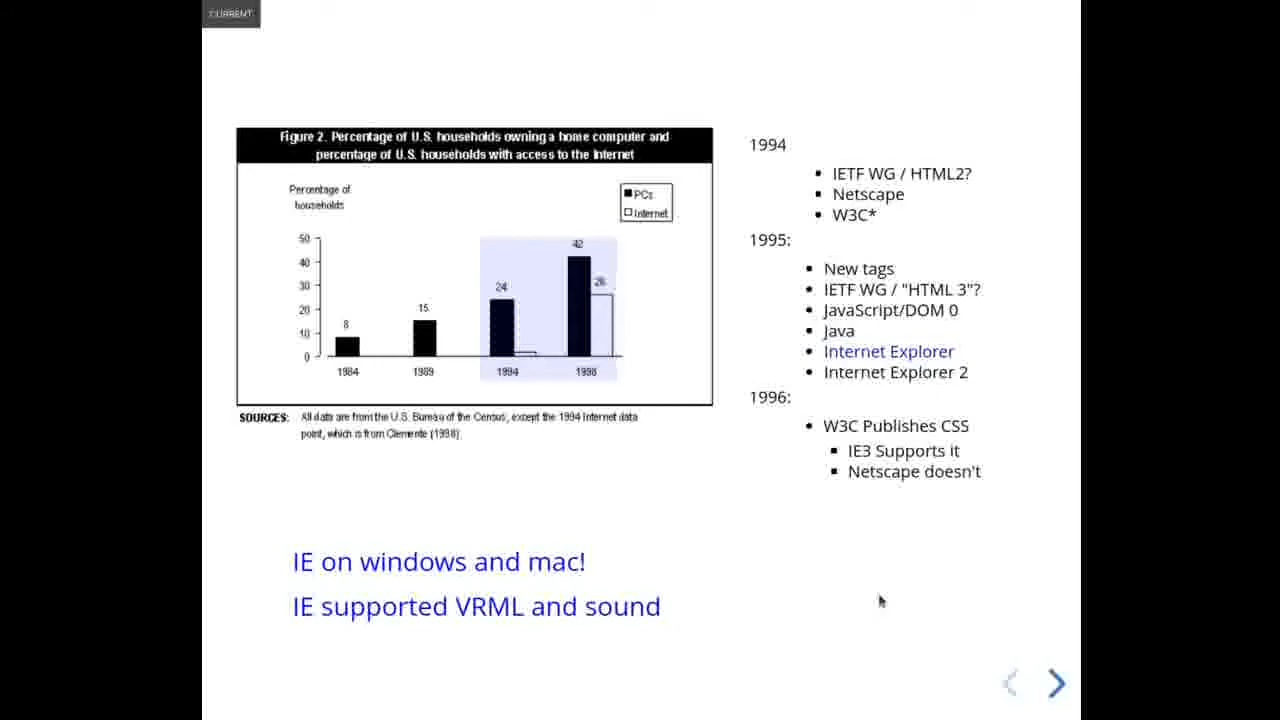 CURRENT
Figure 2. Percentage of U.S. households owning a home computer and
percentage of U.S. households with access to the Internet
Percentage of
households
PCs
Internet
50
40
30
20
10
0
8
15
24
42
26
1984
1989
1994
1998
SOURCES: All data are from the U.S. Bureau of the Census, except the 1994 Internet data
point, which is from Clemente (1998).
1994
IETF WG / HTML2?
Netscape
W3C*
1995:
New tags
IETF WG / "HTML 3"?
JavaScript/DOM 0
Java
Internet Explorer
Internet Explorer 2
1996:
W3C Publishes CSS
IE3 Supports it
Netscape doesn't
IE on windows and mac!
IE supported VRML and sound